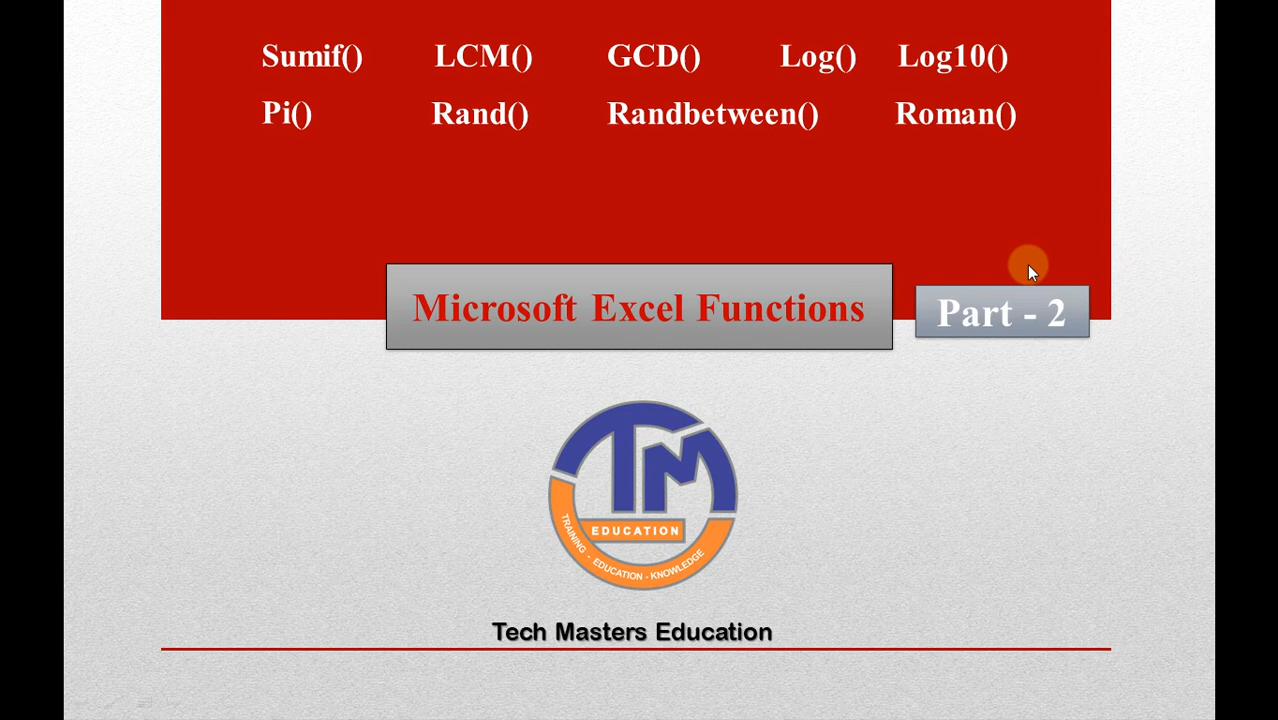 Sumif() LCM() GCD() Log() Log10()
Pi() Rand() Randbetween() Roman()
Microsoft Excel Functions
Part - 2
TM
EDUCATION
TRAINING - EDUCATION - KNOWLEDGE
Tech Masters Education